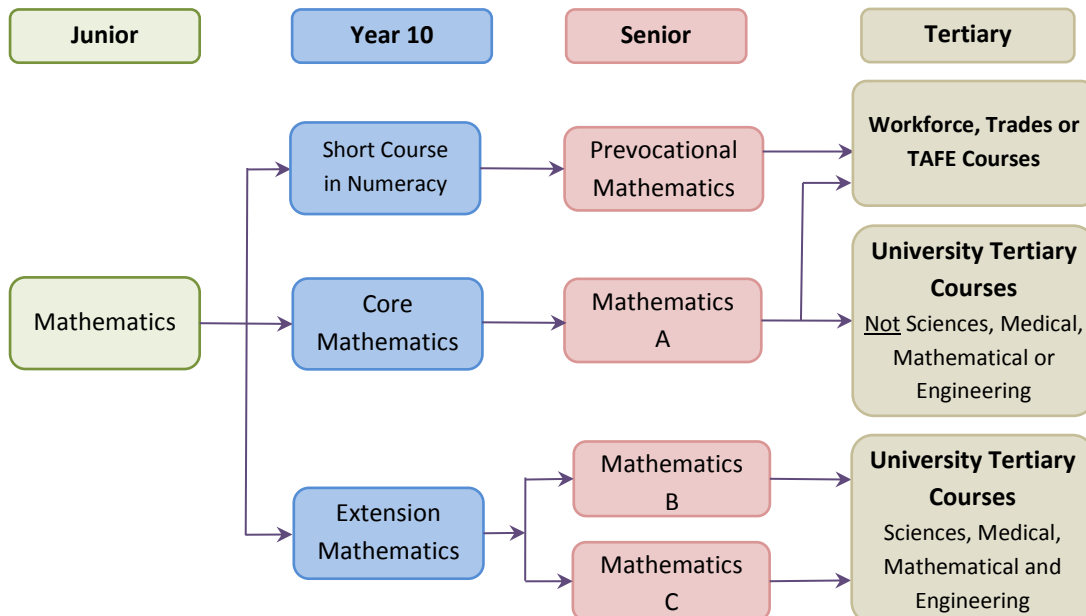 Junior
Year 10
Senior
Tertiary
Short Course
in Numeracy
Prevocational
Mathematics
Workforce, Trades or
TAFE Courses
Mathematics
Core
Mathematics
Mathematics
A
University Tertiary
Courses
Not Sciences, Medical,
Mathematical or
Engineering
Extension
Mathematics
Mathematics
B
Mathematics
C
University Tertiary
Courses
Sciences, Medical,
Mathematical and
Engineering